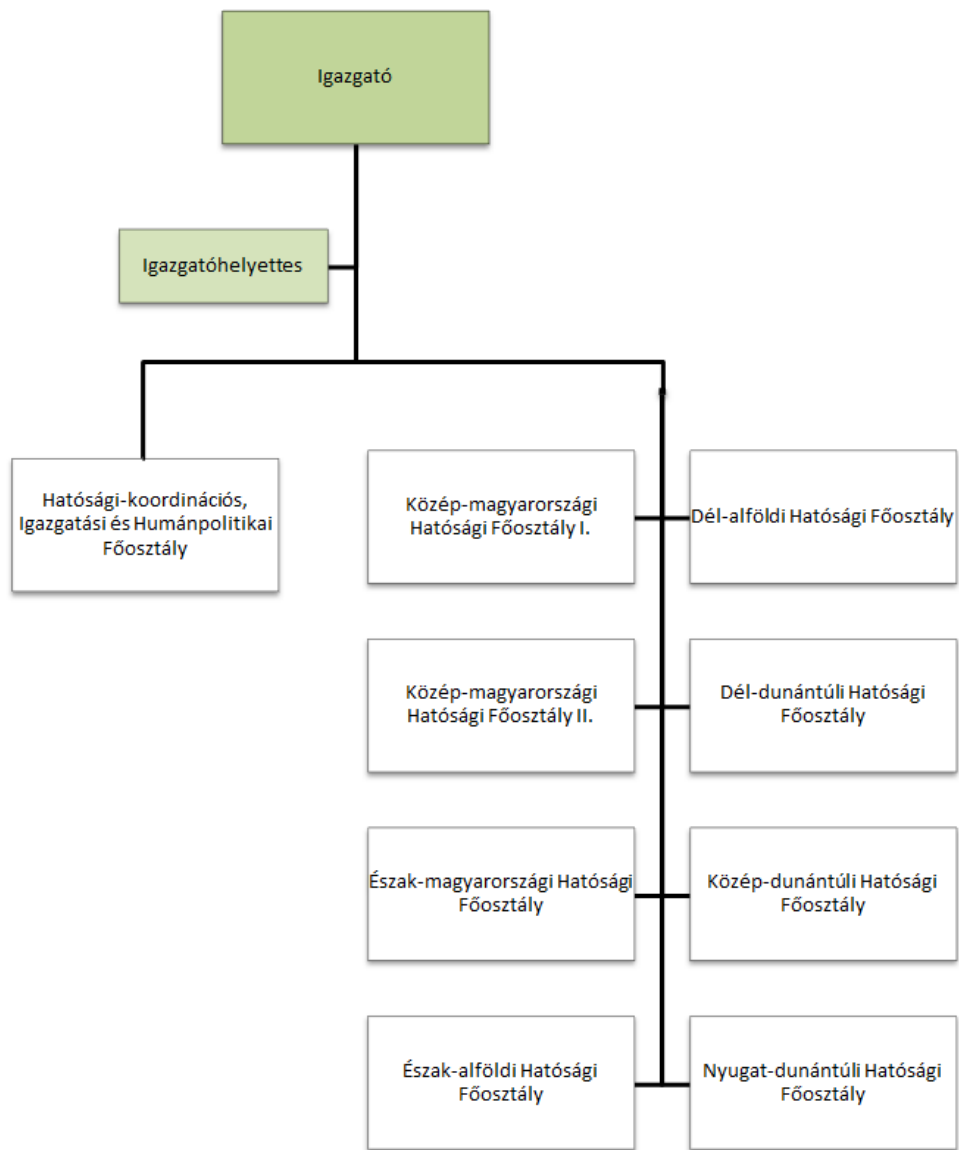 Igazgató
Igazgatóhelyettes
Hatósági-koordinációs,
Igazgatási és Humánpolitikai
Főosztály
Közép-magyarországi
Hatósági Főosztály I.
Dél-alföldi Hatósági Főosztály
Közép-magyarországi
Hatósági Főosztály II.
Dél-dunántúli Hatósági
Főosztály
Észak-magyarországi Hatósági
Főosztály
Közép-dunántúli Hatósági
Főosztály
Észak-alföldi Hatósági
Főosztály
Nyugat-dunántúli Hatósági
Főosztály